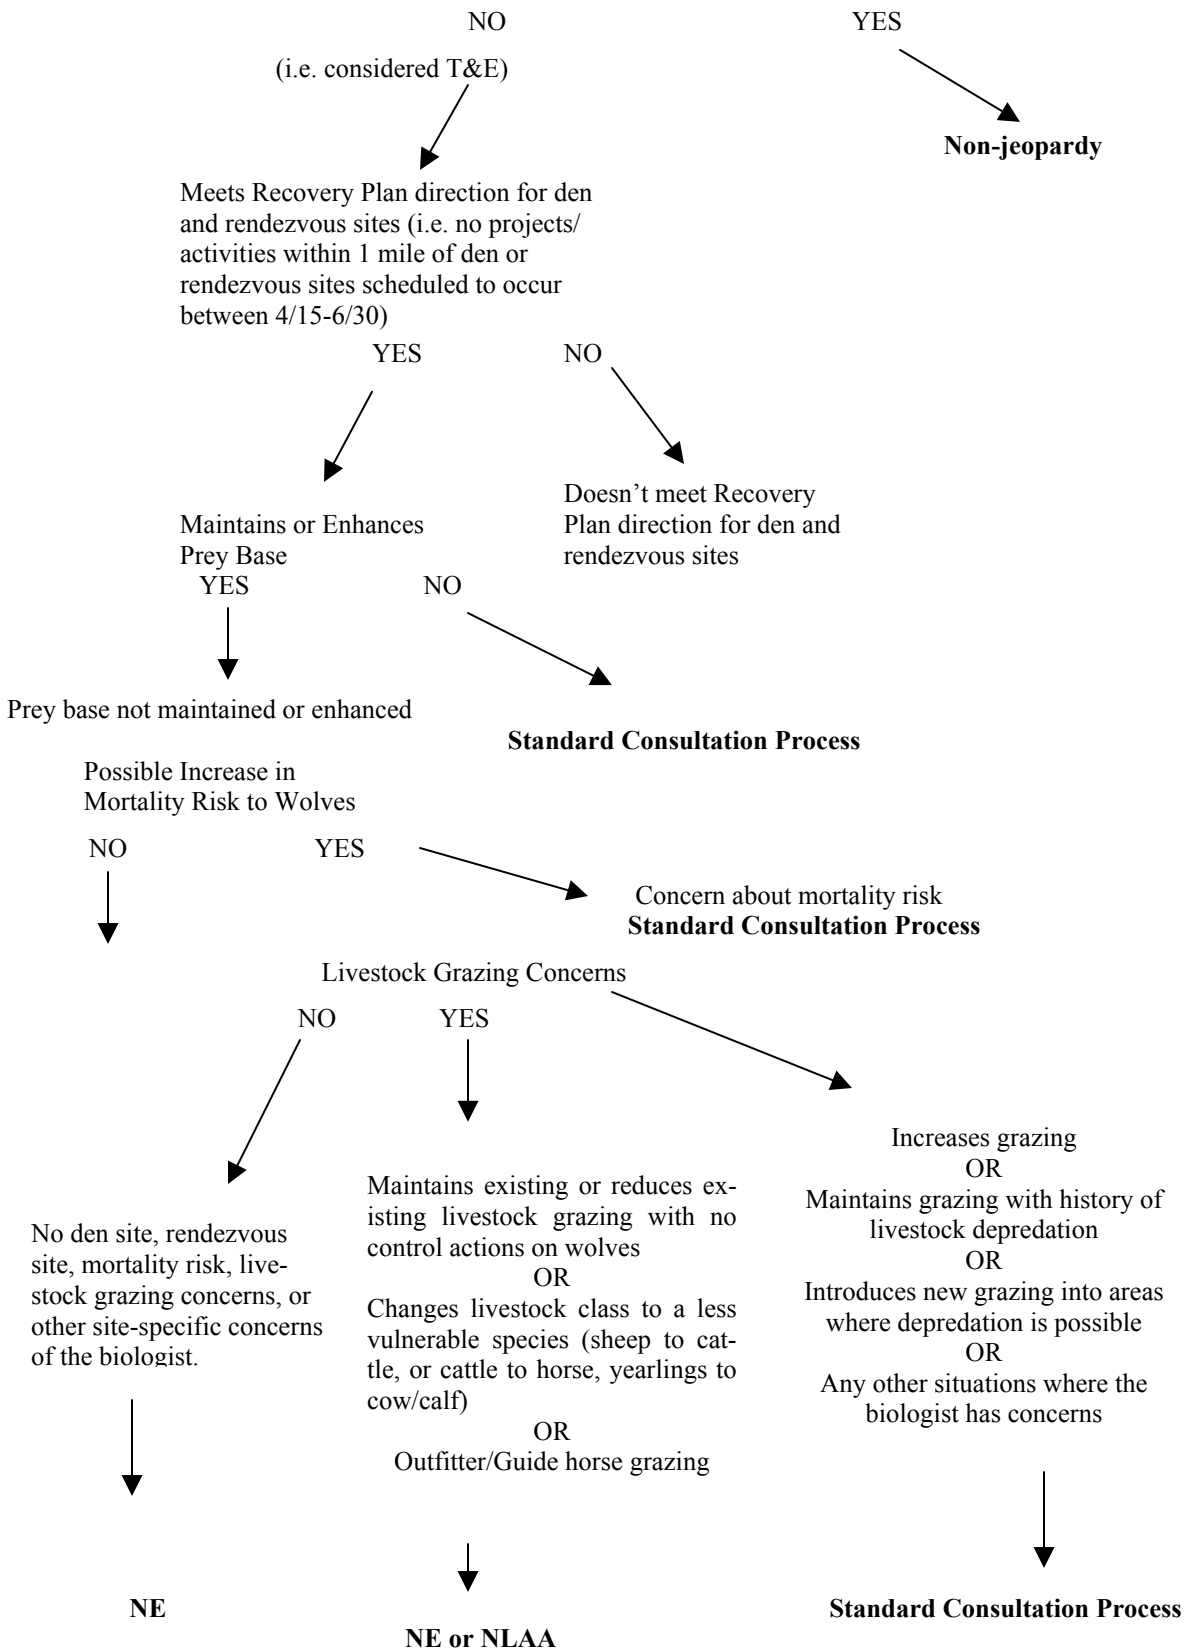 NO
YES
(i.e. considered T&E)
Non-jeopardy
Meets Recovery Plan direction for den
and rendezvous sites (i.e. no projects/
activities within 1 mile of den or
rendezvous sites scheduled to occur
between 4/15-6/30)
YES
NO
Maintains or Enhances
Prey Base
Doesn’t meet Recovery
Plan direction for den and
rendezvous sites
YES
NO
Prey base not maintained or enhanced
Standard Consultation Process
Possible Increase in
Mortality Risk to Wolves
NO
YES
Concern about mortality risk
Standard Consultation Process
Livestock Grazing Concerns
NO
YES
No den site, rendezvous
site, mortality risk, live-
stock grazing concerns, or
other site-specific concerns
of the biologist.
Maintains existing or reduces ex-
isting livestock grazing with no
control actions on wolves
OR
Changes livestock class to a less
vulnerable species (sheep to cat-
tle, or cattle to horse, yearlings to
cow/calf)
OR
Outfitter/Guide horse grazing
Increases grazing
OR
Maintains grazing with history of
livestock depredation
OR
Introduces new grazing into areas
where depredation is possible
OR
Any other situations where the
biologist has concerns
NE
NE or NLAA
Standard Consultation Process